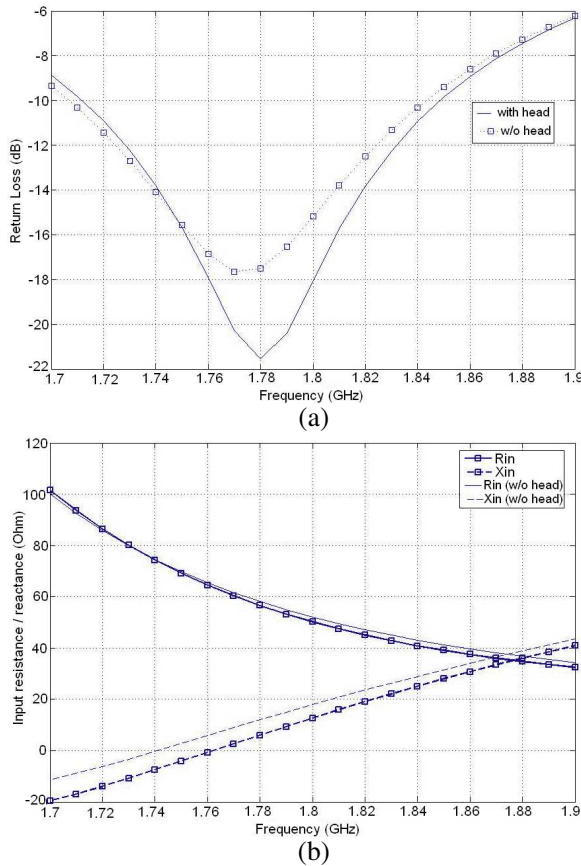 -6
-8
-10
-12
-14
-16
-18
-20
-22
Return Loss (dB)
with head
w/o head
1.7 1.72 1.74 1.76 1.78 1.8 1.82 1.84 1.86 1.88 1.9
Frequency (GHz)
(a)
120
100
80
60
40
20
0
-20
Input resistance / reactance (Ohm)
Rin
Xin
Rin (w/o head)
Xin (w/o head)
1.7 1.72 1.74 1.76 1.78 1.8 1.82 1.84 1.86 1.88 1.9
Frequency (GHz)
(b)